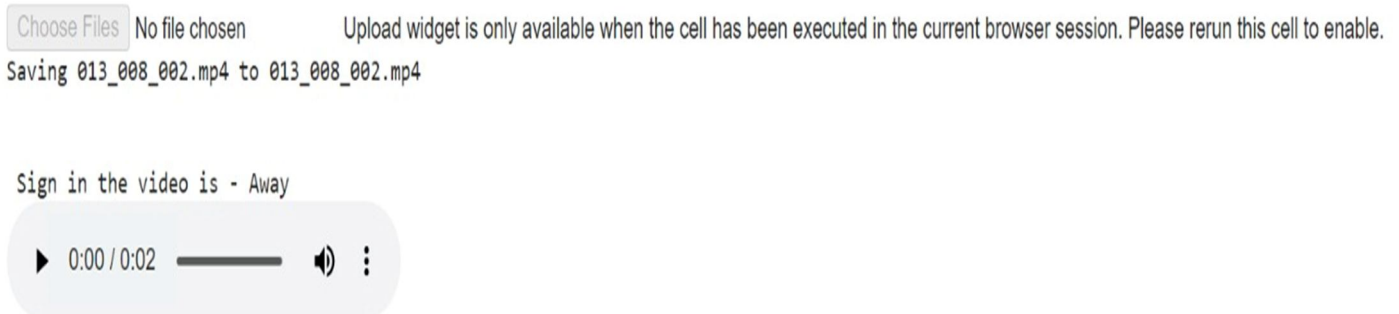 Choose Files No file chosen Upload widget is only available when the cell has been executed in the current browser session. Please rerun this cell to enable.
Saving 013_008_002.mp4 to 013_008_002.mp4
Sign in the video is - Away
0:00 / 0:02